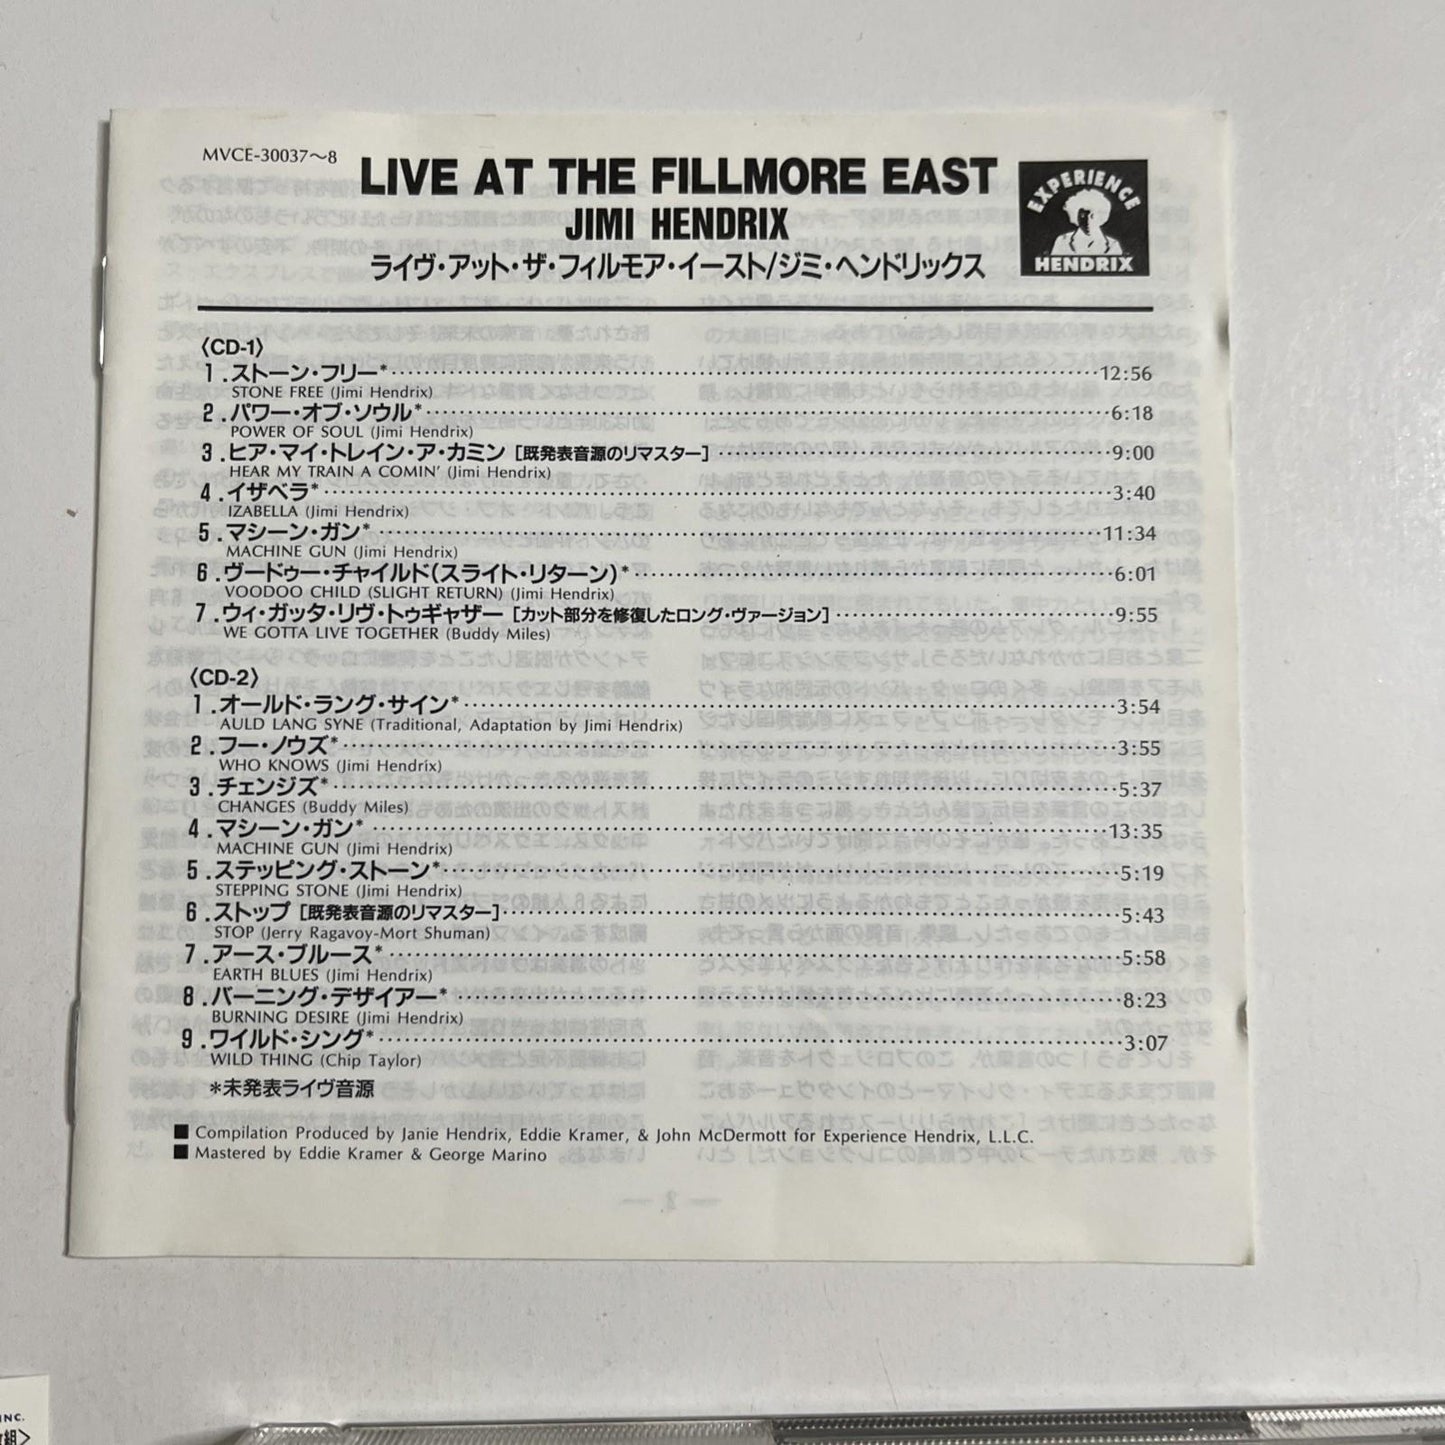 MVCE-30037～8
LIVE AT THE FILLMORE EAST
JIMI HENDRIX
ライヴ・アット・ザ・フィルモア・イースト/ジミ・ヘンドリックス
EXPERIENCE
HENDRIX
〈CD-1〉
1.ストーン・フリー*……12:56
STONE FREE (Jimi Hendrix)
2.パワー・オブ・ソウル*……6:18
POWER OF SOUL (Jimi Hendrix)
3.ヒア・マイ・トレイン・ア・カミン [既発表音源のリマスター]……9:00
HEAR MY TRAIN A COMIN' (Jimi Hendrix)
4.イザベラ*……3:40
IZABELLA (Jimi Hendrix)
5.マシーン・ガン*……11:34
MACHINE GUN (Jimi Hendrix)
6.ヴードゥー・チャイルド(スライト・リターン)*……6:01
VOODOO CHILD (SLIGHT RETURN) (Jimi Hendrix)
7.ウィ・ガッタ・リヴ・トゥギャザー [カット部分を修復したロング・ヴァージョン]……9:55
WE GOTTA LIVE TOGETHER (Buddy Miles)
〈CD-2〉
1.オールド・ラング・サイン*……3:54
AULD LANG SYNE (Traditional, Adaptation by Jimi Hendrix)
2.フー・ノウズ*……3:55
WHO KNOWS (Jimi Hendrix)
3.チェンジズ*……5:37
CHANGES (Buddy Miles)
4.マシーン・ガン*……13:35
MACHINE GUN (Jimi Hendrix)
5.ステッピング・ストーン*……5:19
STEPPING STONE (Jimi Hendrix)
6.ストップ [既発表音源のリマスター]……5:43
STOP (Jerry Ragavoy-Mort Shuman)
7.アース・ブルース*……5:58
EARTH BLUES (Jimi Hendrix)
8.バーニング・デザイアー*……8:23
BURNING DESIRE (Jimi Hendrix)
9.ワイルド・シング*……3:07
WILD THING (Chip Taylor)
*未発表ライヴ音源
■ Compilation Produced by Janie Hendrix, Eddie Kramer, & John McDermott for Experience Hendrix, L.L.C.
■ Mastered by Eddie Kramer & George Marino
INC.
組〉